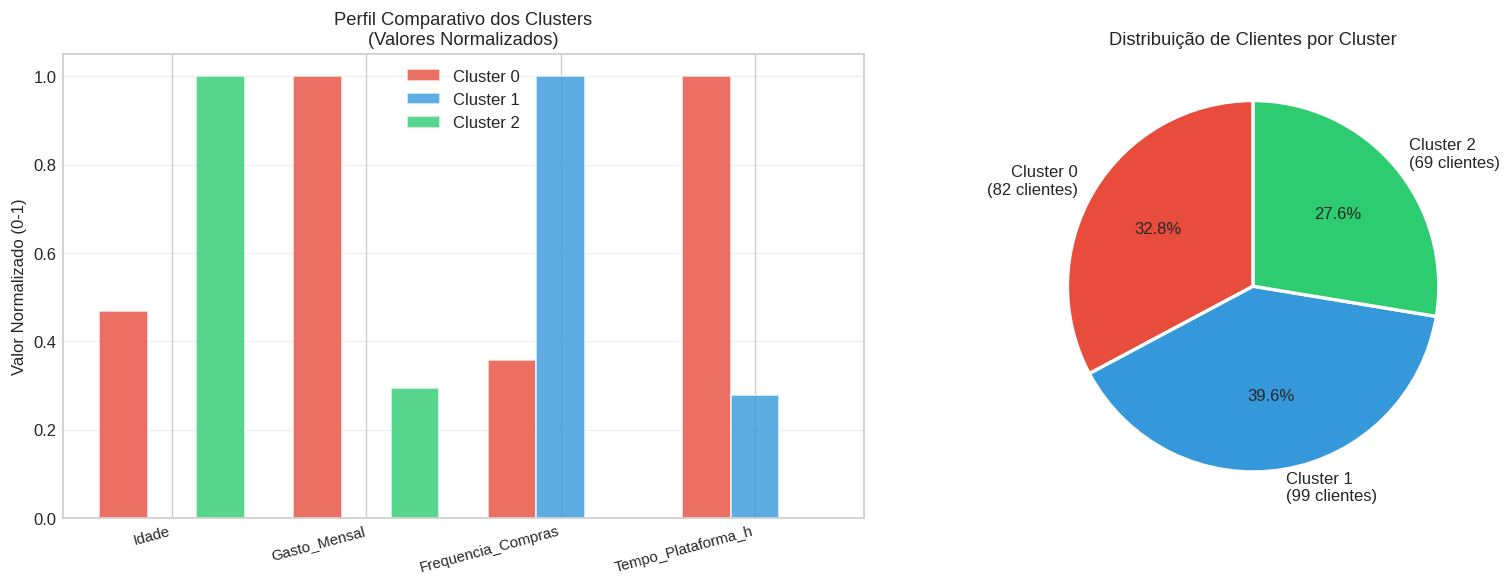 Perfil Comparativo dos Clusters
(Valores Normalizados)
Valor Normalizado (0-1)
1.0
0.8
0.6
0.4
0.2
0.0
Cluster 0
Cluster 1
Cluster 2
Idade
Gasto_Mensal
Frequencia_Compras
Tempo_Plataforma_h
Distribuição de Clientes por Cluster
Cluster 2
(69 clientes)
Cluster 0
(82 clientes)
27.6%
32.8%
39.6%
Cluster 1
(99 clientes)